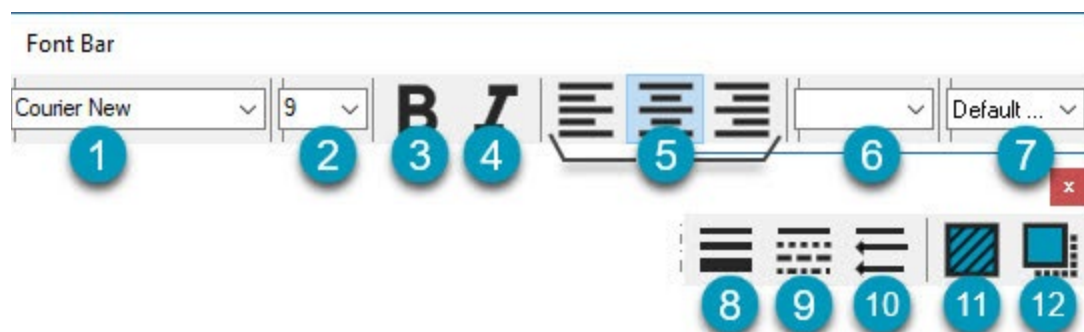 Font Bar
Courier New 9 B I Default ...
1 2 3 4 5 6 7
x
8 9 10 11 12